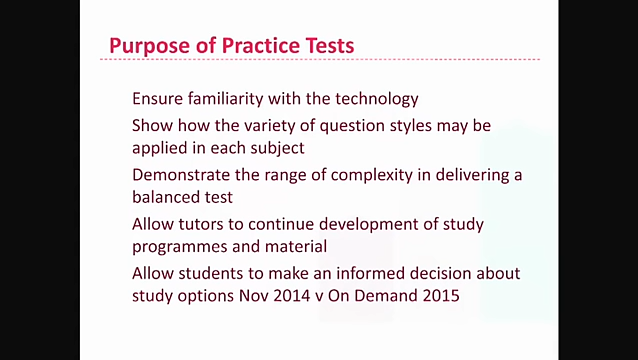 Purpose of Practice Tests
Ensure familiarity with the technology
Show how the variety of question styles may be
applied in each subject
Demonstrate the range of complexity in delivering a
balanced test
Allow tutors to continue development of study
programmes and material
Allow students to make an informed decision about
study options Nov 2014 v On Demand 2015